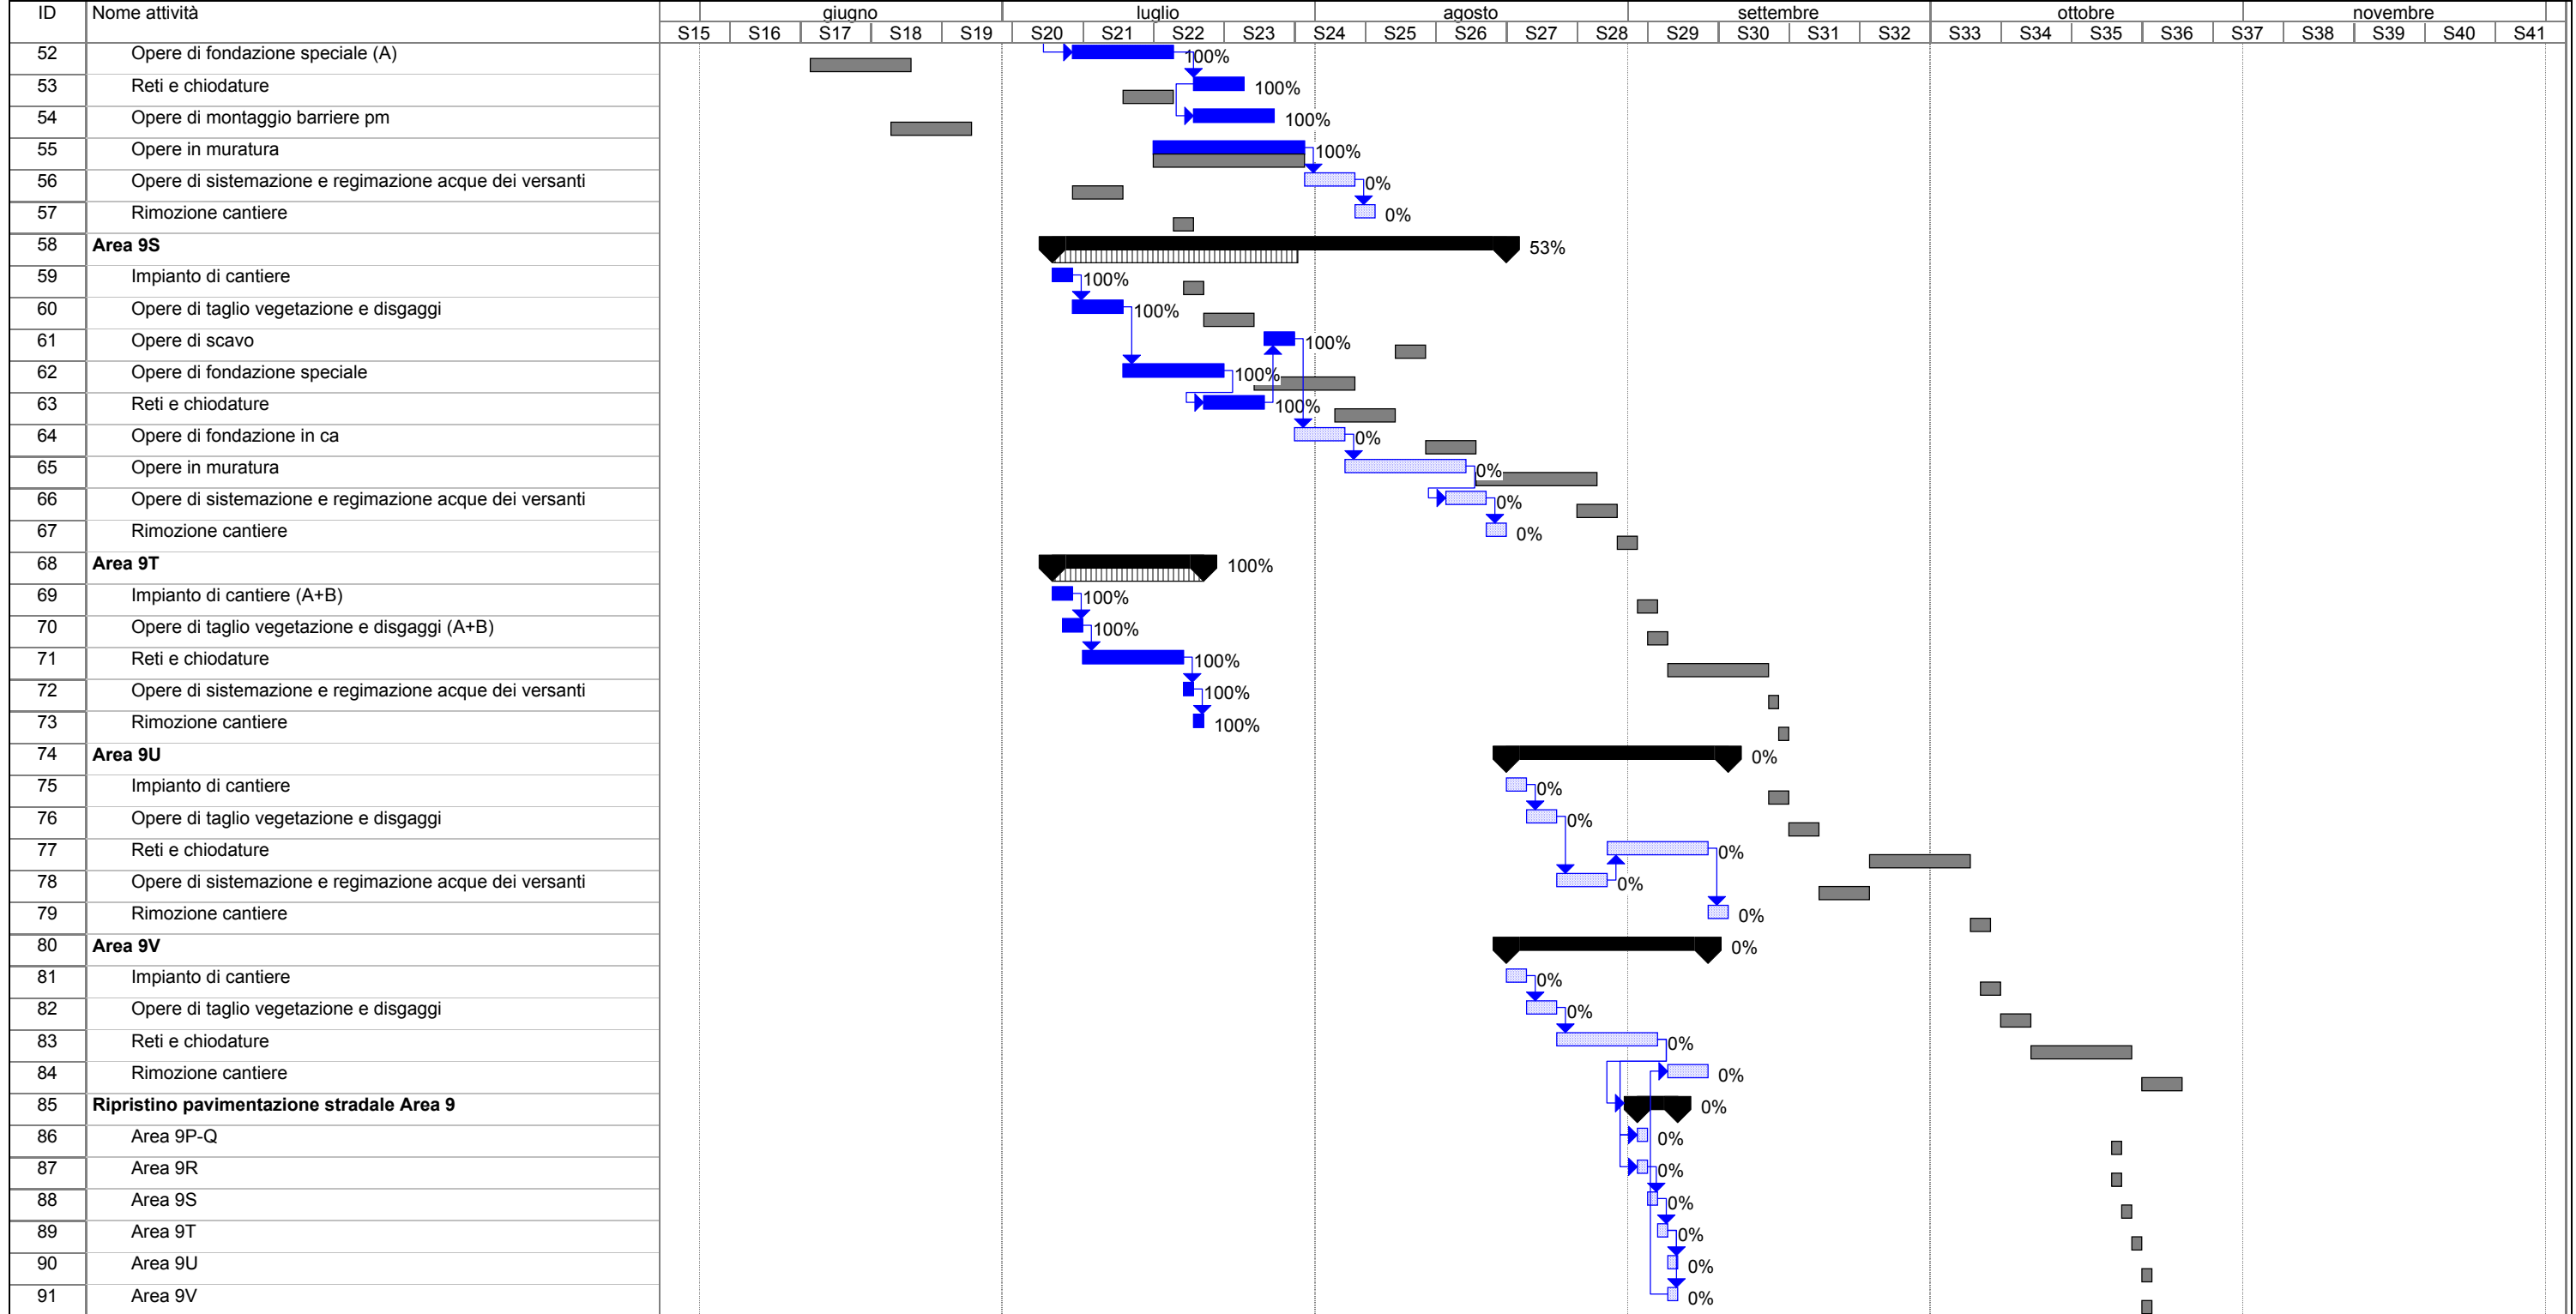 ID Nome attività giugno luglio agosto settembre ottobre novembre
S15 S16 S17 S18 S19 S20 S21 S22 S23 S24 S25 S26 S27 S28 S29 S30 S31 S32 S33 S34 S35 S36 S37 S38 S39 S40 S41
52 Opere di fondazione speciale (A) 100%
53 Reti e chiodature 100%
54 Opere di montaggio barriere pm 100%
55 Opere in muratura 100%
56 Opere di sistemazione e regimazione acque dei versanti 0%
57 Rimozione cantiere 0%
58 Area 9S 53%
59 Impianto di cantiere 100%
60 Opere di taglio vegetazione e disgaggi 100%
61 Opere di scavo 100%
62 Opere di fondazione speciale 100%
63 Reti e chiodature 100%
64 Opere di fondazione in ca 0%
65 Opere in muratura 0%
66 Opere di sistemazione e regimazione acque dei versanti 0%
67 Rimozione cantiere 0%
68 Area 9T 100%
69 Impianto di cantiere (A+B) 100%
70 Opere di taglio vegetazione e disgaggi (A+B) 100%
71 Reti e chiodature 100%
72 Opere di sistemazione e regimazione acque dei versanti 100%
73 Rimozione cantiere 100%
74 Area 9U 0%
75 Impianto di cantiere 0%
76 Opere di taglio vegetazione e disgaggi 0%
77 Reti e chiodature 0%
78 Opere di sistemazione e regimazione acque dei versanti 0%
79 Rimozione cantiere 0%
80 Area 9V 0%
81 Impianto di cantiere 0%
82 Opere di taglio vegetazione e disgaggi 0%
83 Reti e chiodature 0%
84 Rimozione cantiere 0%
85 Ripristino pavimentazione stradale Area 9 0%
86 Area 9P-Q 0%
87 Area 9R 0%
88 Area 9S 0%
89 Area 9T 0%
90 Area 9U 0%
91 Area 9V 0%